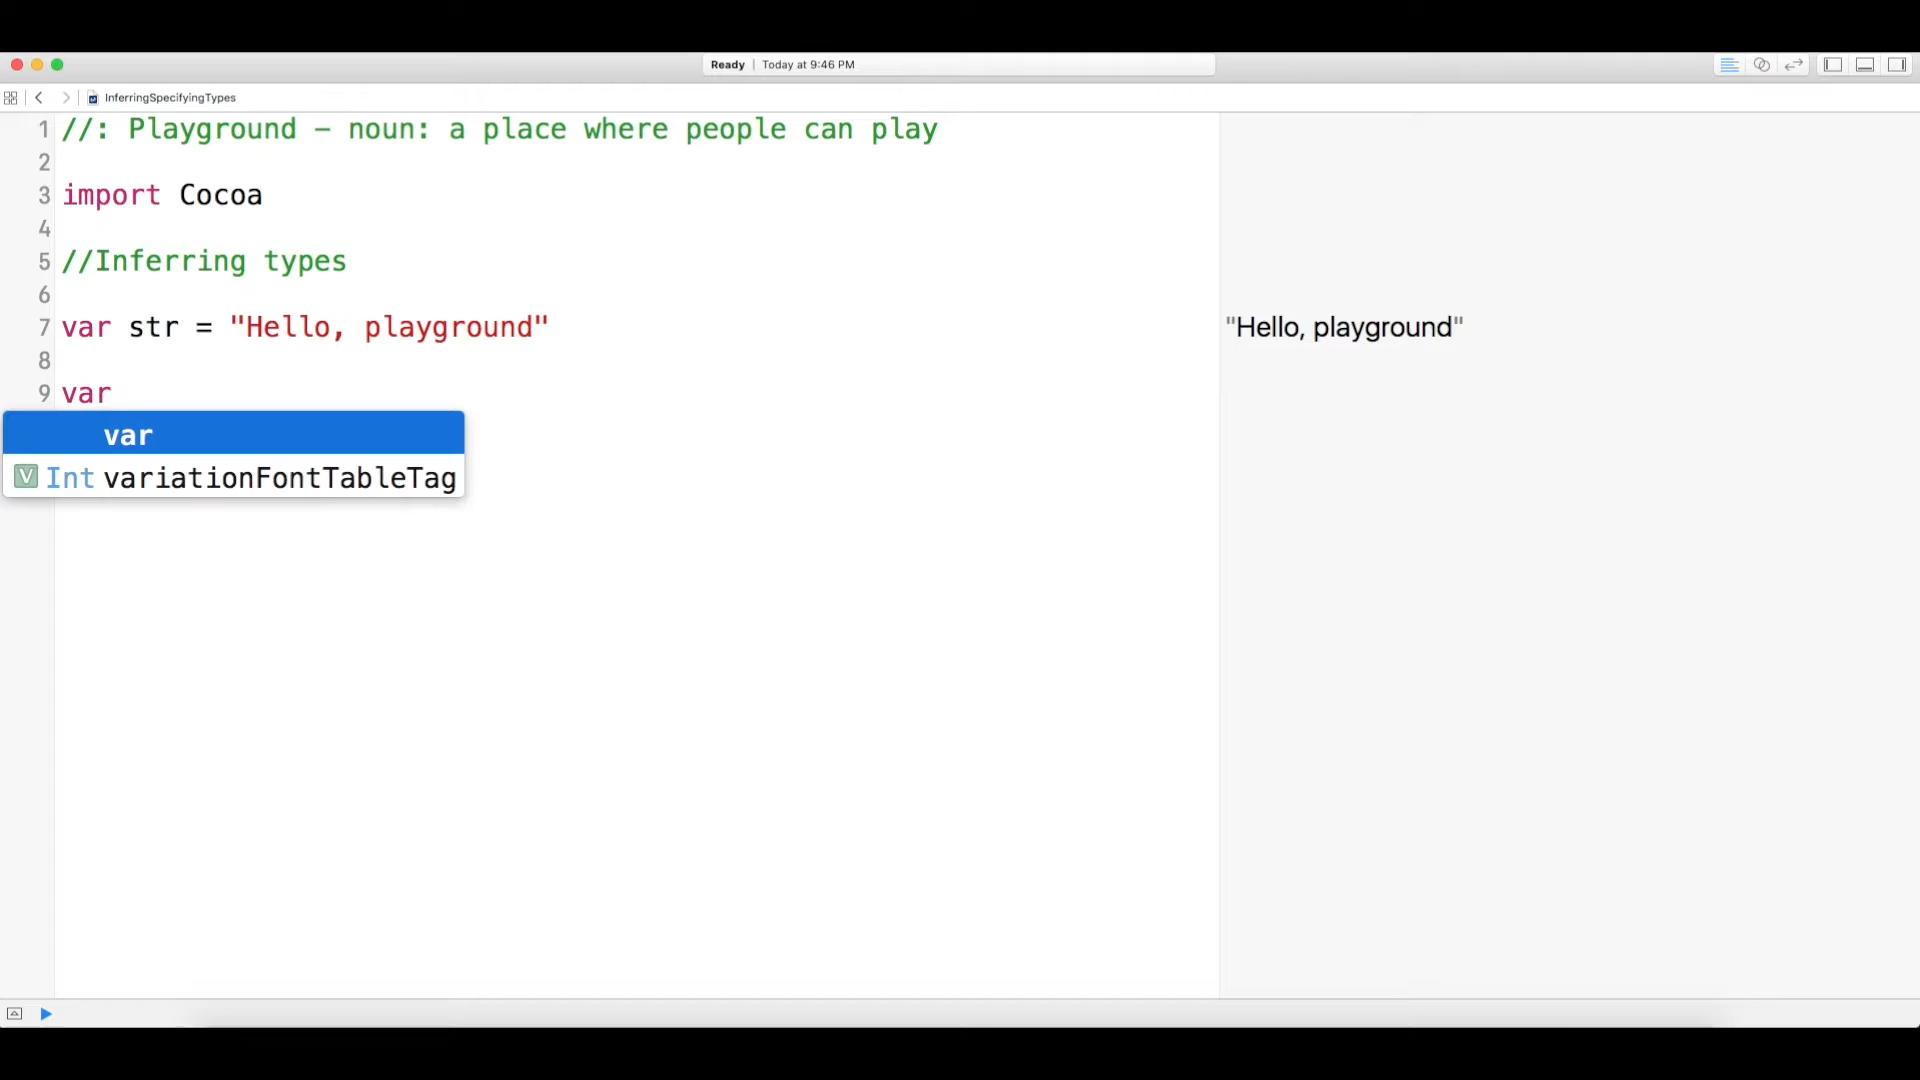 Ready | Today at 9:46 PM
InferringSpecifyingTypes
1 //: Playground – noun: a place where people can play
2
3 import Cocoa
4
5 //Inferring types
6
7 var str = "Hello, playground"
"Hello, playground"
8
9 var
var
V Int variationFontTableTag